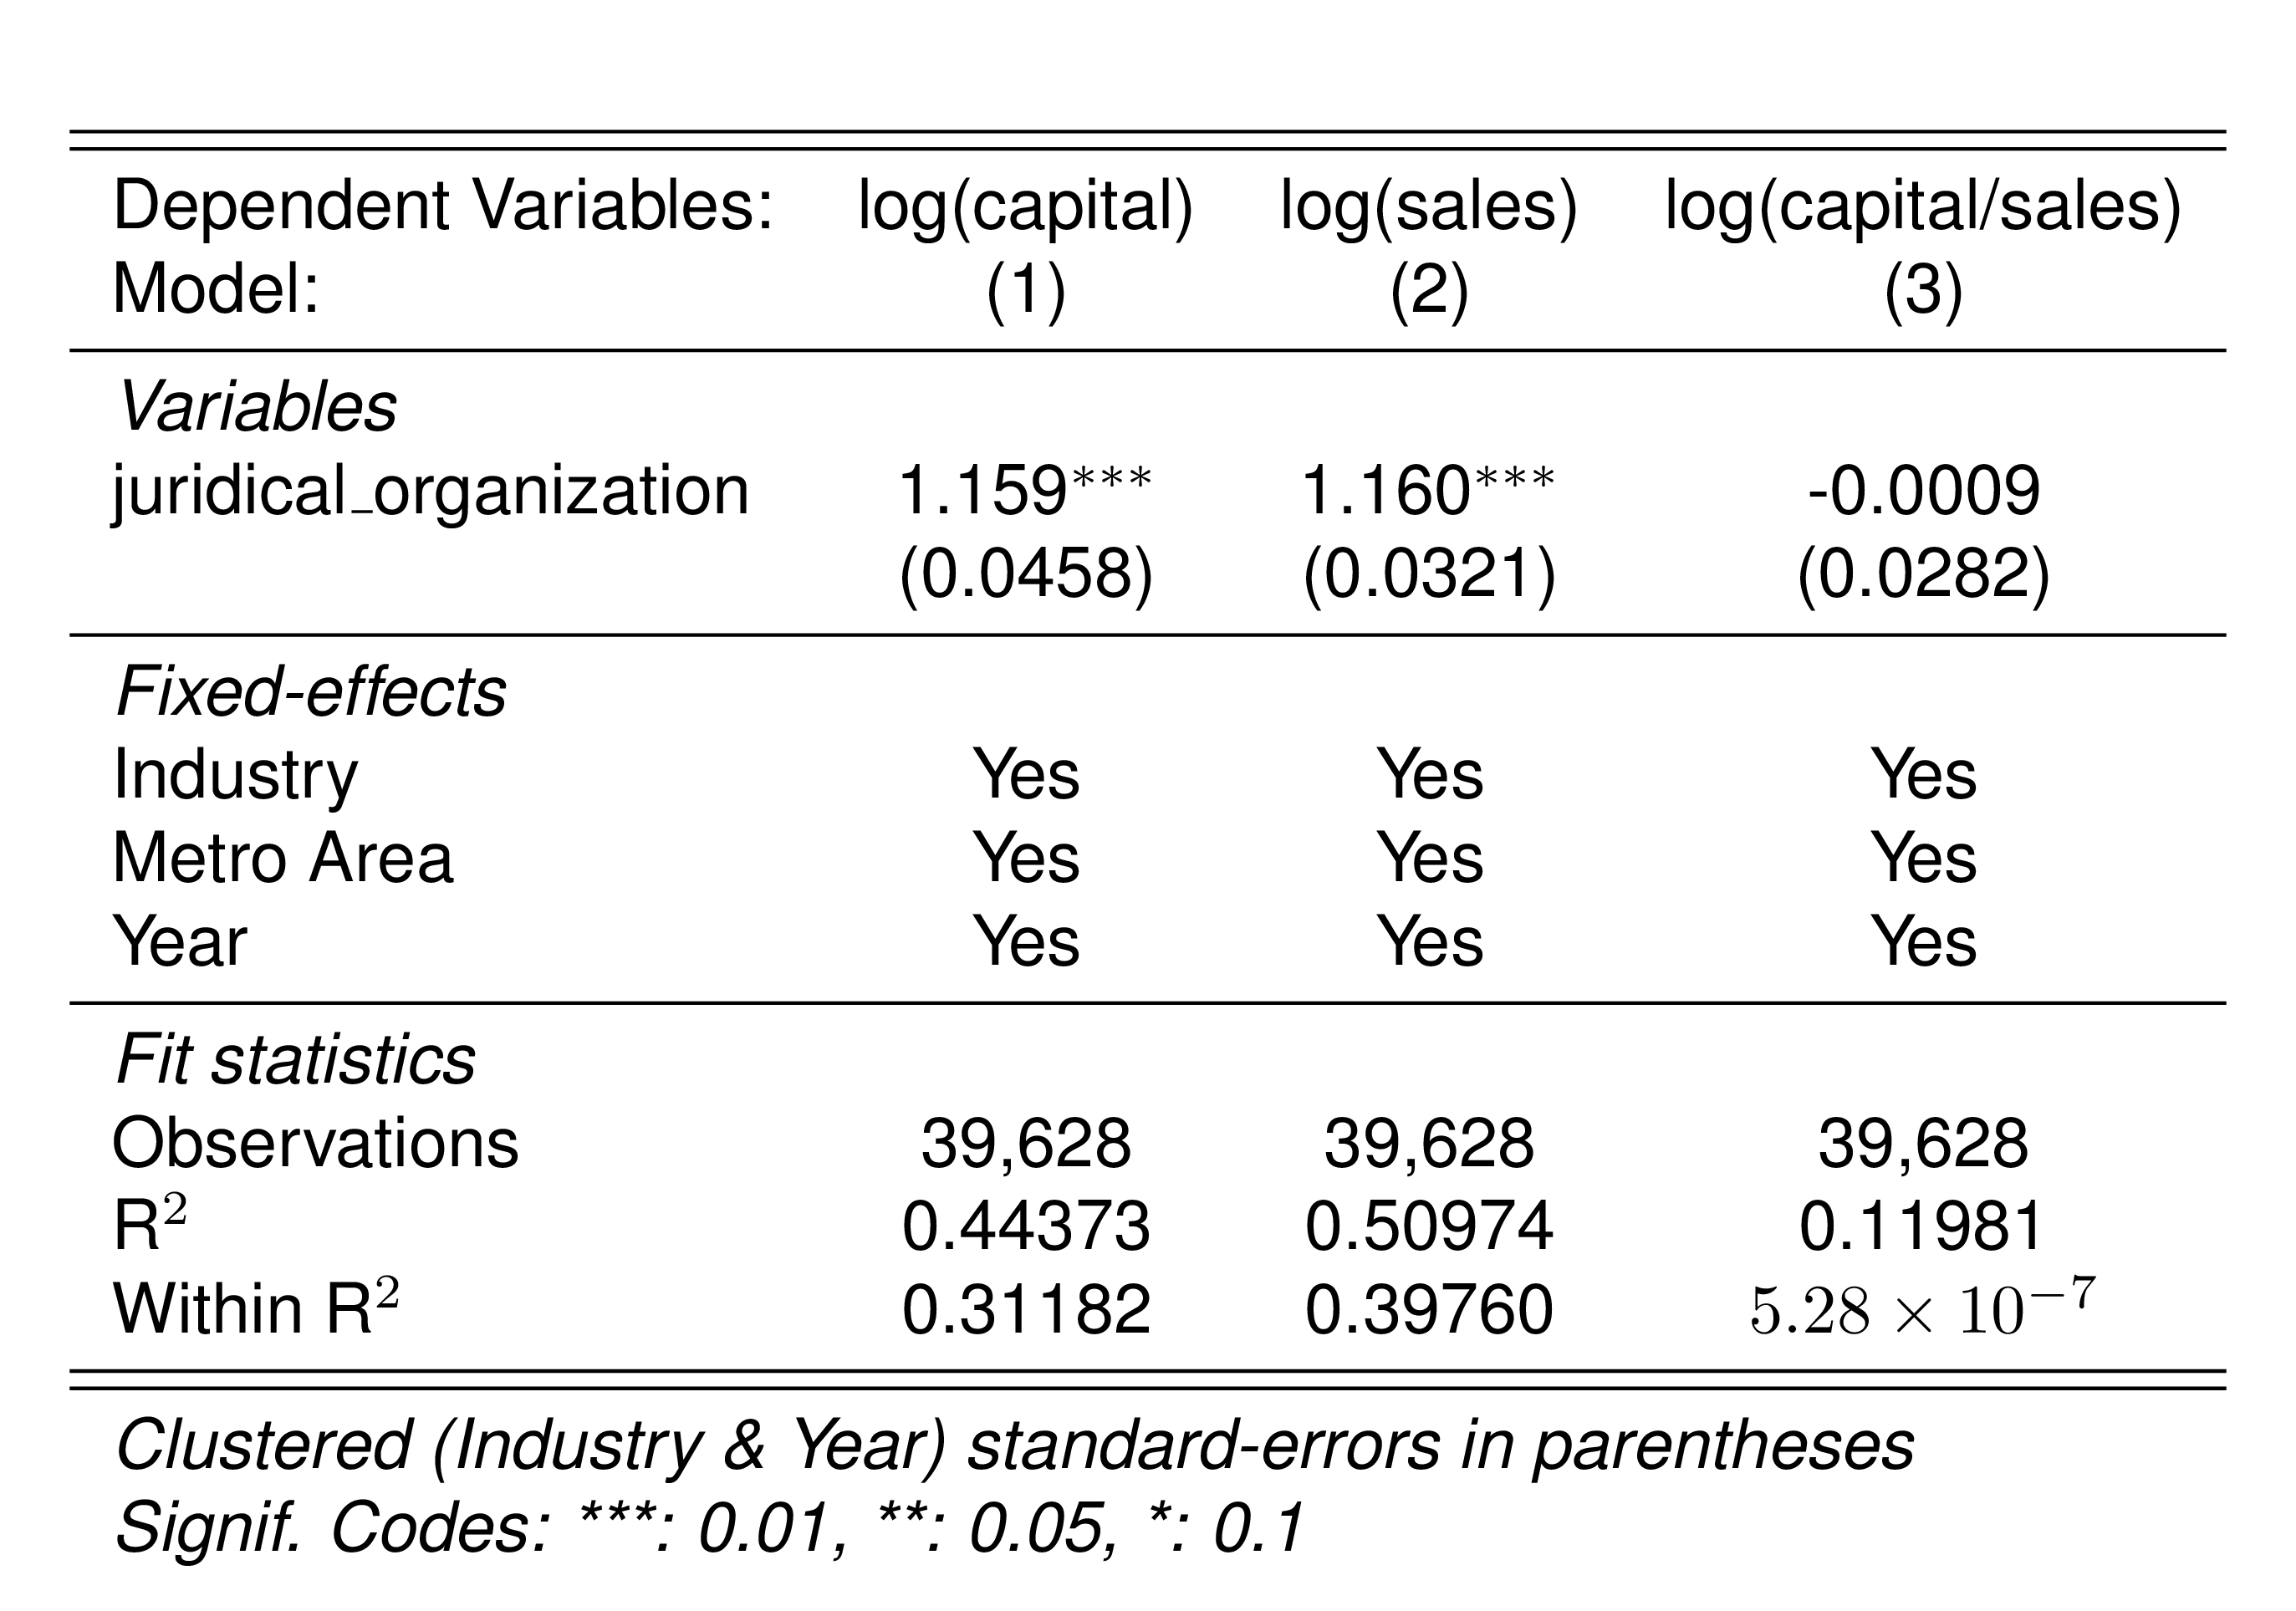 Dependent Variables: log(capital) log(sales) log(capital/sales)
Model: (1) (2) (3)
Variables
juridical_organization 1.159*** 1.160*** -0.0009
(0.0458) (0.0321) (0.0282)
Fixed-effects
Industry Yes Yes Yes
Metro Area Yes Yes Yes
Year Yes Yes Yes
Fit statistics
Observations 39,628 39,628 39,628
R² 0.44373 0.50974 0.11981
Within R² 0.31182 0.39760 5.28 × 10⁻⁷
Clustered (Industry & Year) standard-errors in parentheses
Signif. Codes: ***: 0.01, **: 0.05, *: 0.1